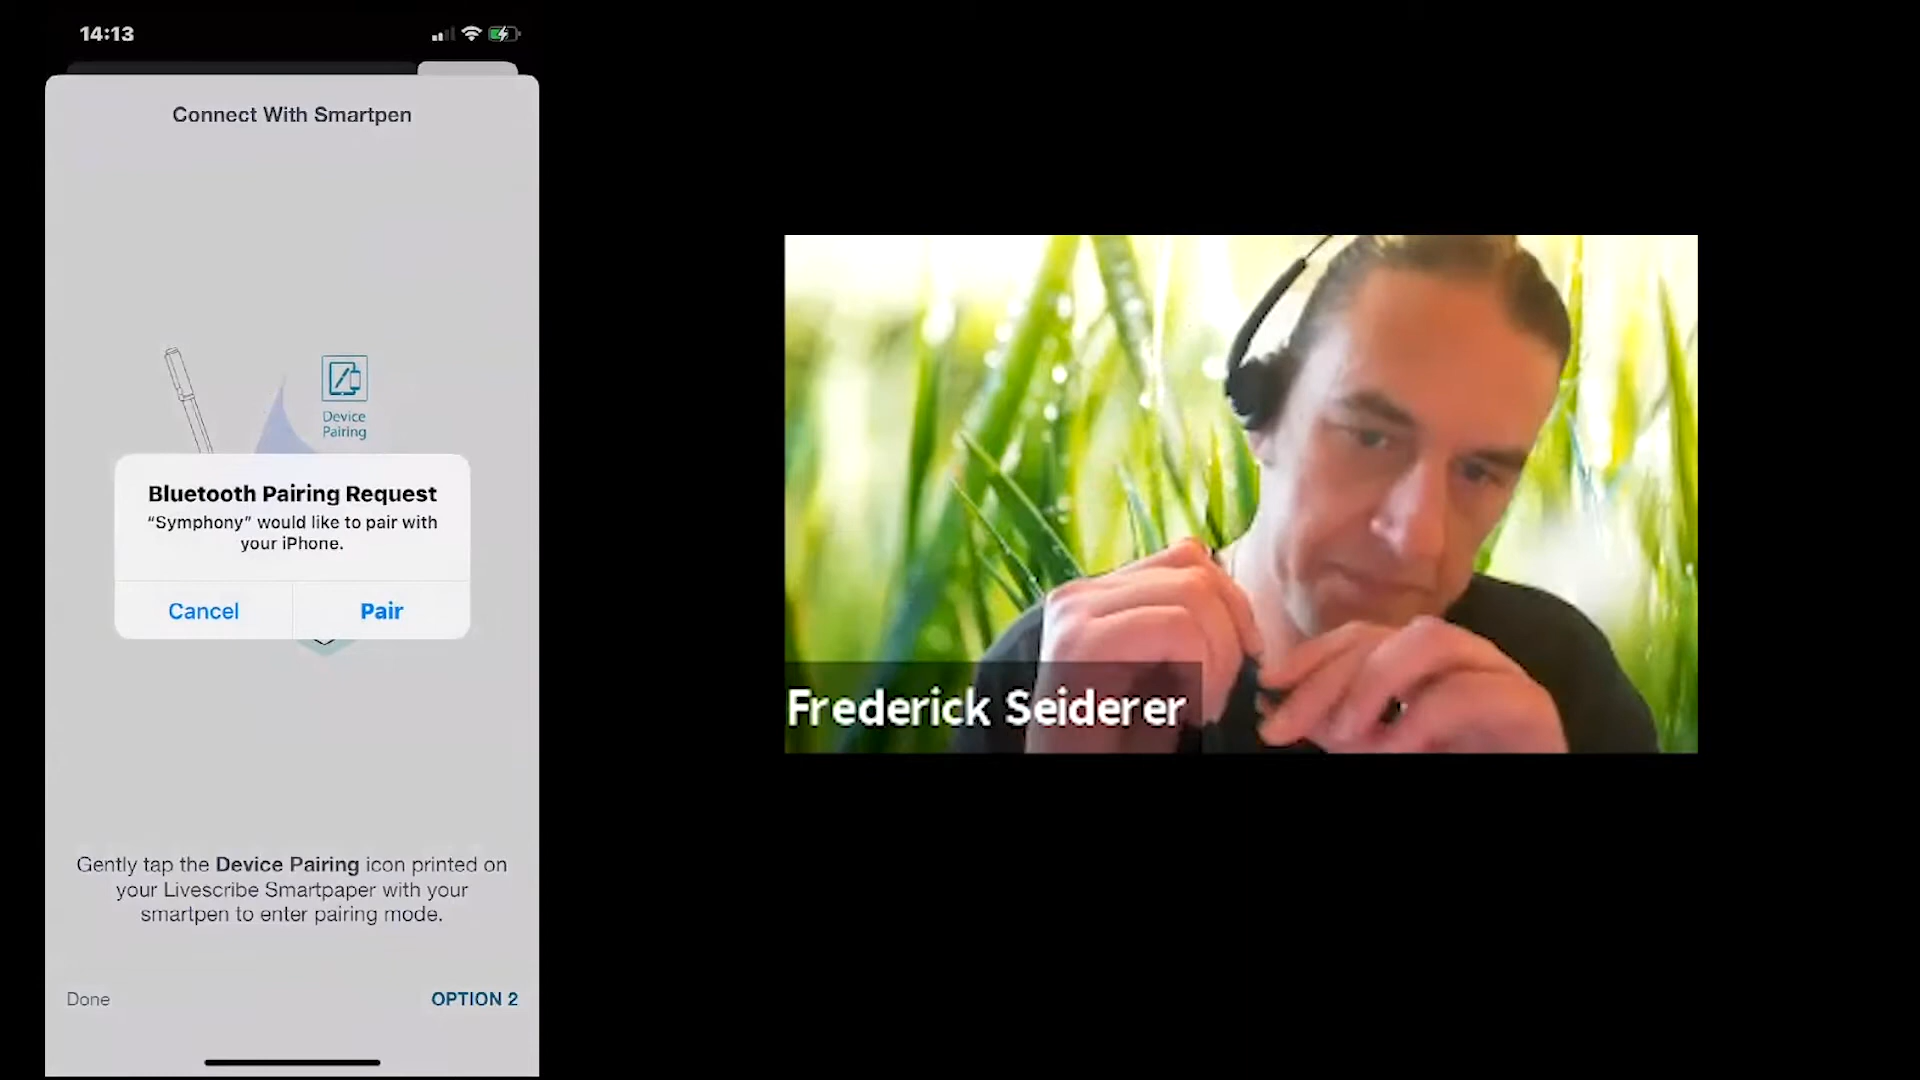 14:13
Connect With Smartpen
Device
Pairing
Bluetooth Pairing Request
“Symphony” would like to pair with
your iPhone.
Cancel
Pair
Frederick Seiderer
Gently tap the Device Pairing icon printed on
your Livescribe Smartpaper with your
smartpen to enter pairing mode.
Done
OPTION 2